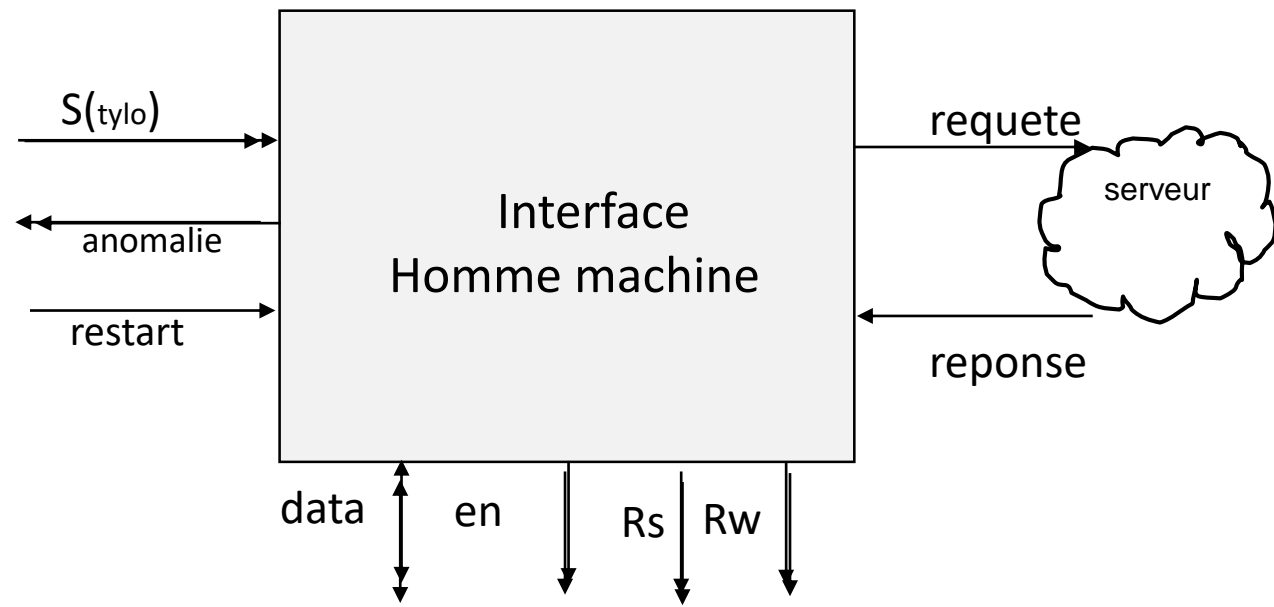 S(tylo)
requete
serveur
anomalie
Interface
Homme machine
restart
reponse
data
en
Rs
Rw